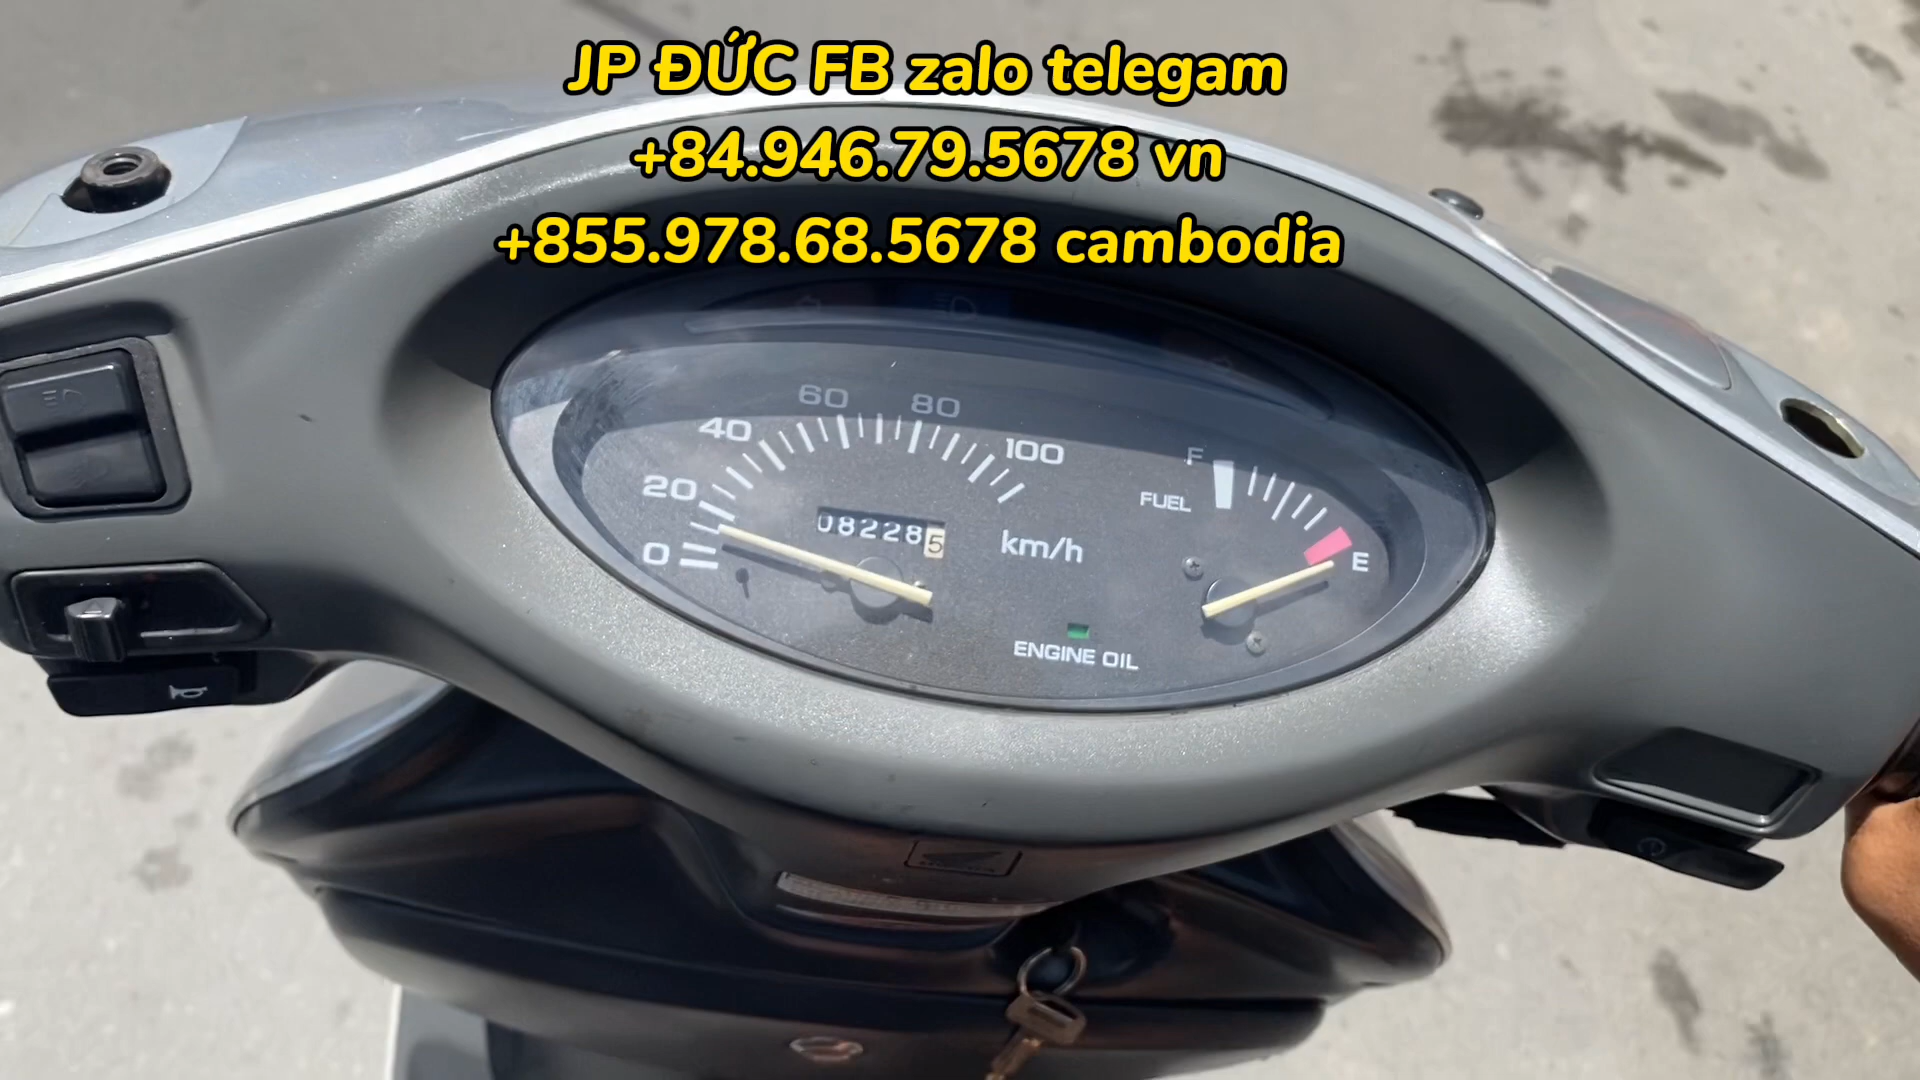 JP ĐỨC FB zalo telegam
+84.946.79.5678 vn
+855.978.68.5678 cambodia
60 80
40 100
20
0
F
FUEL
E
08228 5
km/h
ENGINE OIL